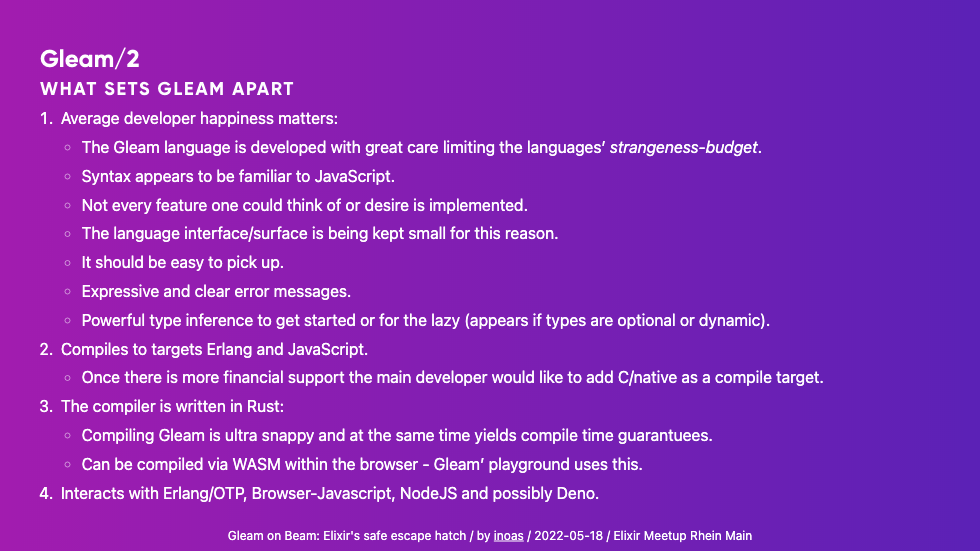 Gleam/2
WHAT SETS GLEAM APART
1. Average developer happiness matters:
◦ The Gleam language is developed with great care limiting the languages’ strangeness-budget.
◦ Syntax appears to be familiar to JavaScript.
◦ Not every feature one could think of or desire is implemented.
◦ The language interface/surface is being kept small for this reason.
◦ It should be easy to pick up.
◦ Expressive and clear error messages.
◦ Powerful type inference to get started or for the lazy (appears if types are optional or dynamic).
2. Compiles to targets Erlang and JavaScript.
◦ Once there is more financial support the main developer would like to add C/native as a compile target.
3. The compiler is written in Rust:
◦ Compiling Gleam is ultra snappy and at the same time yields compile time guarantuees.
◦ Can be compiled via WASM within the browser - Gleam’ playground uses this.
4. Interacts with Erlang/OTP, Browser-Javascript, NodeJS and possibly Deno.
Gleam on Beam: Elixir's safe escape hatch / by inoas / 2022-05-18 / Elixir Meetup Rhein Main